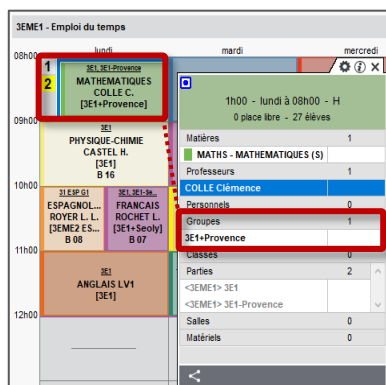 3EME1 - Emploi du temps
lundi
mardi
mercredi
08h00
1
2
3E1, 3E1-Provence
MATHEMATIQUES
COLLE C.
[3E1+Provence]
09h00
3E1
PHYSIQUE-CHIMIE
CASTEL H.
[3E1]
B 16
10h00
31ESP G1
ESPAGNOL...
ROYER L. L.
[3EME2 ES...
B 08
3E1, 3E1-Se...
FRANCAIS
ROCHET L.
[3E1+Seoly]
B 07
11h00
3E1
ANGLAIS LV1
[3E1]
12h00
1h00 - lundi à 08h00 - H
0 place libre - 27 élèves
Matières 1
MATHS - MATHEMATIQUES (S)
Professeurs 1
COLLE Clémence
Personnels 0
Groupes 1
3E1+Provence
Classes 0
Parties 2
<3EME1> 3E1
<3EME1> 3E1-Provence
Salles 0
Matériels 0